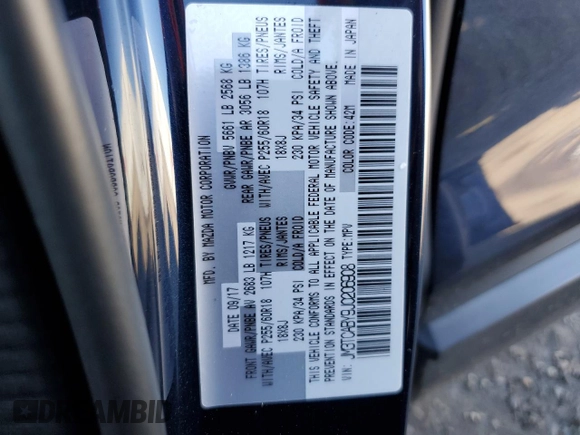 MFD. BY MAZDA MOTOR CORPORATION
DATE 09/17 GVWR/PNBV 5661 LB 2568 KG
FRONT GAWR/PNBE AV 2683 LB 1217 KG REAR GAWR/PNBE AR 3056 LB 1386 KG
WITH/AVEC P255/60R18 107H TIRES/PNEUS WITH/AVEC P255/60R18 107H TIRES/PNEUS
18X8J RIMS/JANTES 18X8J RIMS/JANTES
230 KPA/34 PSI COLD/A FROID 230 KPA/34 PSI COLD/A FROID
THIS VEHICLE CONFORMS TO ALL APPLICABLE FEDERAL MOTOR VEHICLE SAFETY AND THEFT
PREVENTION STANDARDS IN EFFECT ON THE DATE OF MANUFACTURE SHOWN ABOVE.
COLOR CODE: 42M MADE IN JAPAN
VIN: JM3TCABY9J0206908 TYPE: MPV
DREAMBID